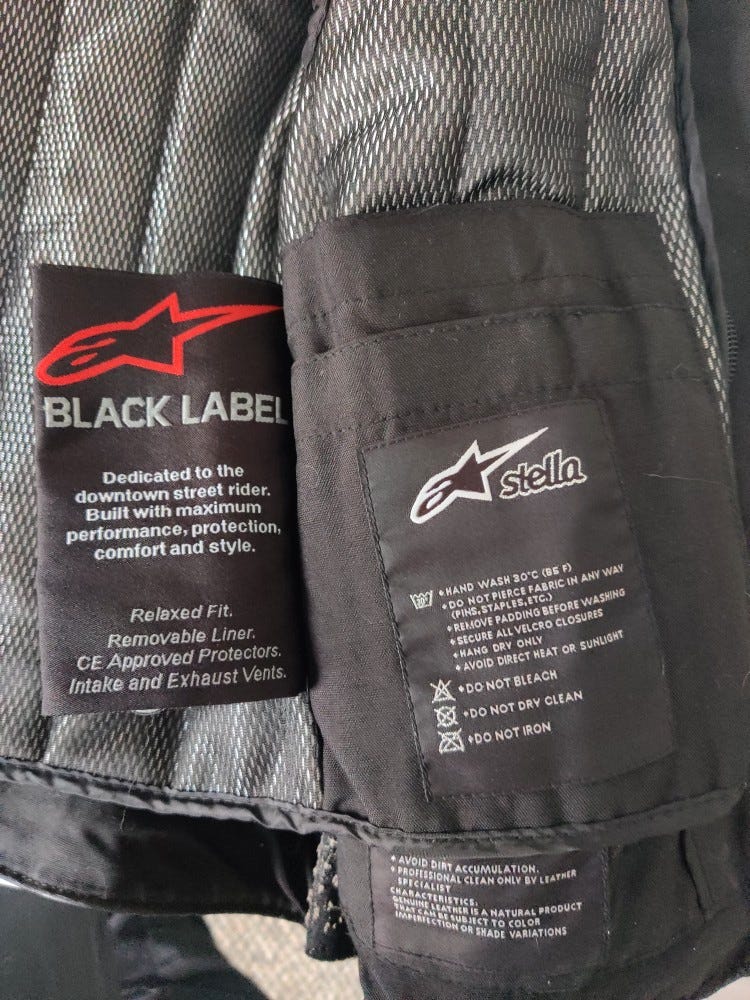 BLACK LABEL
Dedicated to the
downtown street rider.
Built with maximum
performance, protection,
comfort and style.
Relaxed Fit.
Removable Liner.
CE Approved Protectors.
Intake and Exhaust Vents.
stella
•HAND WASH 30°C (85 F)
•DO NOT PIERCE FABRIC IN ANY WAY
(PINS,STAPLES,ETC.)
•REMOVE PADDING BEFORE WASHING
•SECURE ALL VELCRO CLOSURES
•HANG DRY ONLY
•AVOID DIRECT HEAT OR SUNLIGHT
•DO NOT BLEACH
•DO NOT DRY CLEAN
•DO NOT IRON
•AVOID DIRT ACCUMULATION.
•PROFESSIONAL CLEAN ONLY BY LEATHER
SPECIALIST
CHARACTERISTICS:
GENUINE LEATHER IS A NATURAL PRODUCT
THAT CAN BE SUBJECT TO COLOR
IMPERFECTION OR SHADE VARIATIONS